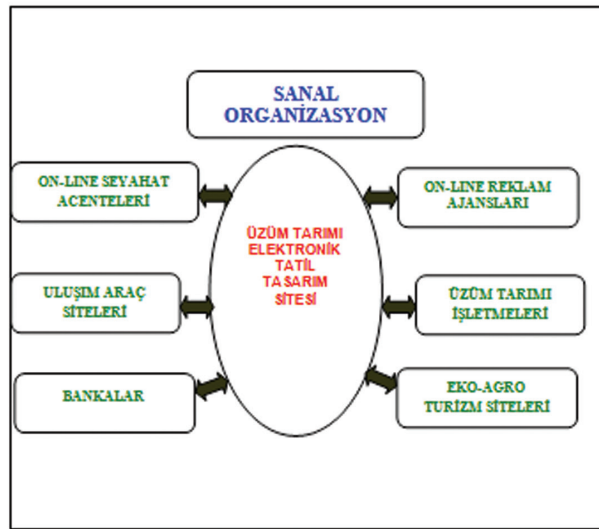 SANAL
ORGANİZASYON
ON-LINE SEYAHAT
ACENTELERİ
ON-LINE REKLAM
AJANSLARI
ÜZÜM TARIMI
ELEKTRONİK
TATİL
TASARIM
SİTESİ
ULUŞIM ARAÇ
SİTELERİ
ÜZÜM TARIMI
İŞLETMELERİ
BANKALAR
EKO-AGRO
TURİZM SİTELERİ